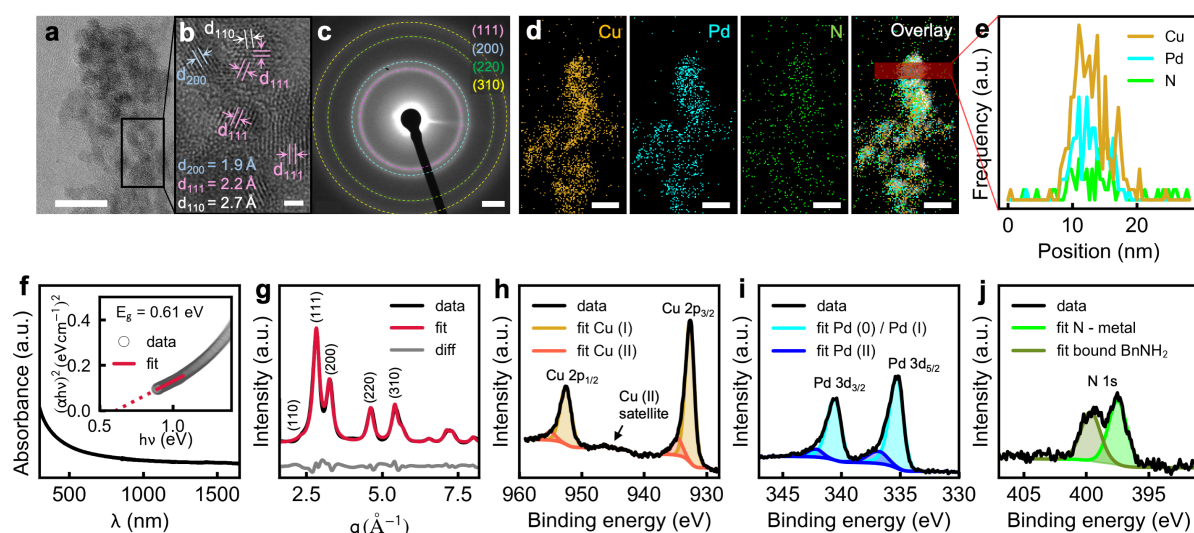 a
b
d₁₁₀
d₂₀₀
d₁₁₁
d₁₁₁
d₁₁₁
d₂₀₀ = 1.9 Å
d₁₁₁ = 2.2 Å
d₁₁₀ = 2.7 Å
c
(111)
(200)
(220)
(310)
d
Cu
Pd
N
Overlay
e
Frequency (a.u.)
Cu
Pd
N
0
10
20
Position (nm)
f
Absorbance (a.u.)
(αhν)² (eVcm⁻¹)²
E_g = 0.61 eV
data
fit
0.4
0.2
0.0
0.5
1.0
hν (eV)
500
1000
1500
λ (nm)
g
Intensity (a.u.)
(110)
(111)
(200)
(220)
(310)
data
fit
diff
2.5
5.0
7.5
q(Å⁻¹)
h
Intensity (a.u.)
data
fit Cu (I)
fit Cu (II)
Cu 2p₃/₂
Cu 2p₁/₂
Cu (II)
satellite
960
950
940
930
Binding energy (eV)
i
Intensity (a.u.)
data
fit Pd (0) / Pd (I)
fit Pd (II)
Pd 3d₃/₂
Pd 3d₅/₂
345
340
335
330
Binding energy (eV)
j
Intensity (a.u.)
data
fit N - metal
fit bound BnNH₂
N 1s
405
400
395
Binding energy (eV)